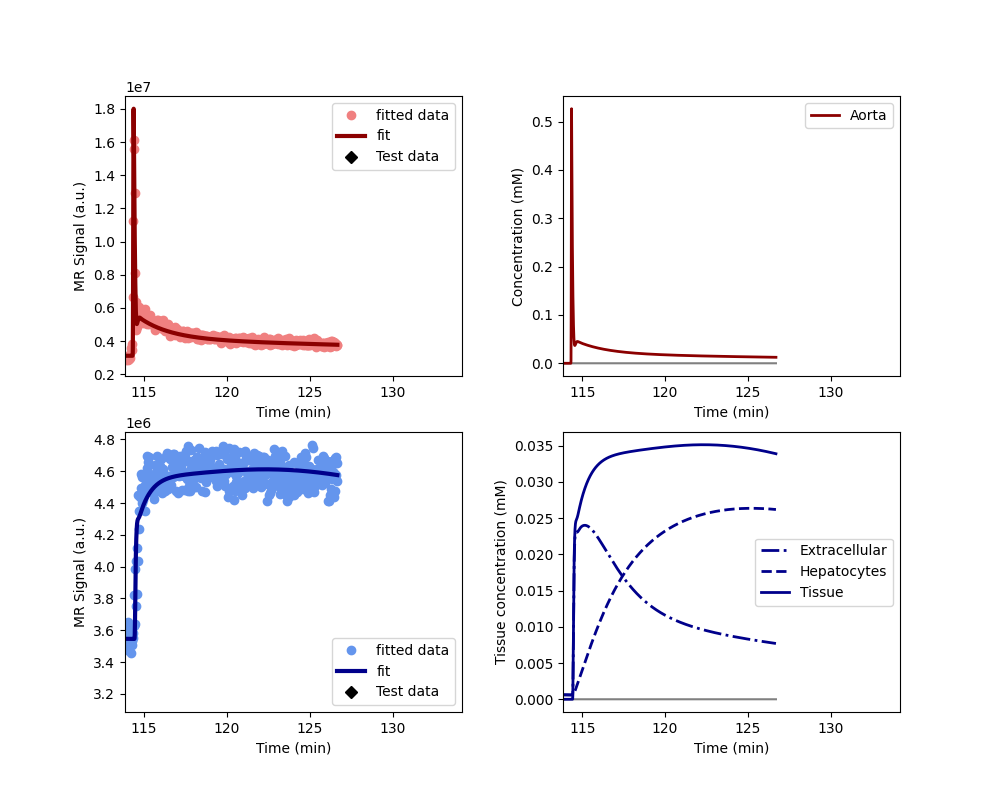 1e7
1.8
1.6
1.4
1.2
1.0
0.8
0.6
0.4
0.2
MR Signal (a.u.)
fitted data
fit
Test data
115 120 125 130
Time (min)
0.5
0.4
0.3
0.2
0.1
0.0
Concentration (mM)
Aorta
115 120 125 130
Time (min)
1e6
4.8
4.6
4.4
4.2
4.0
3.8
3.6
3.4
3.2
MR Signal (a.u.)
fitted data
fit
Test data
115 120 125 130
Time (min)
0.035
0.030
0.025
0.020
0.015
0.010
0.005
0.000
Tissue concentration (mM)
Extracellular
Hepatocytes
Tissue
115 120 125 130
Time (min)